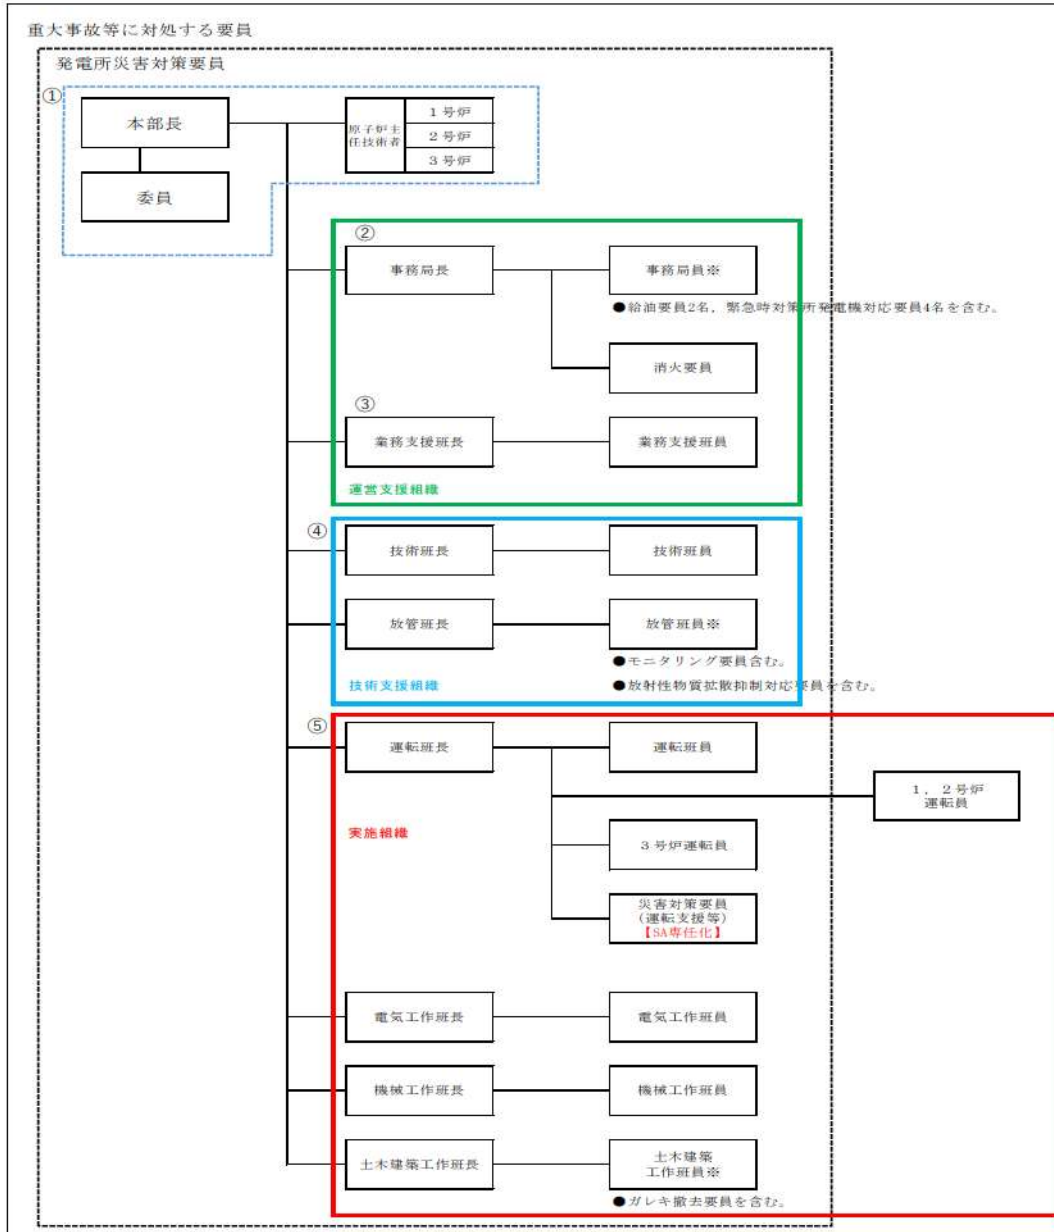 重大事故等に対処する要員
発電所災害対策要員
①
本部長
委員
原子炉主
任技術者
1号炉
2号炉
3号炉
②
事務局長
事務局員※
●給油要員2名，緊急時対策所発電機対応要員4名を含む。
消火要員
③
業務支援班長
業務支援班員
運営支援組織
④
技術班長
技術班員
放管班長
放管班員※
●モニタリング要員含む。
技術支援組織
●放射性物質拡散抑制対応要員を含む。
⑤
運転班長
運転班員
1，2号炉
運転員
実施組織
3号炉運転員
災害対策要員
（運転支援等）
【SA専任化】
電気工作班長
電気工作班員
機械工作班長
機械工作班員
土木建築工作班長
土木建築
工作班員※
●ガレキ撤去要員を含む。